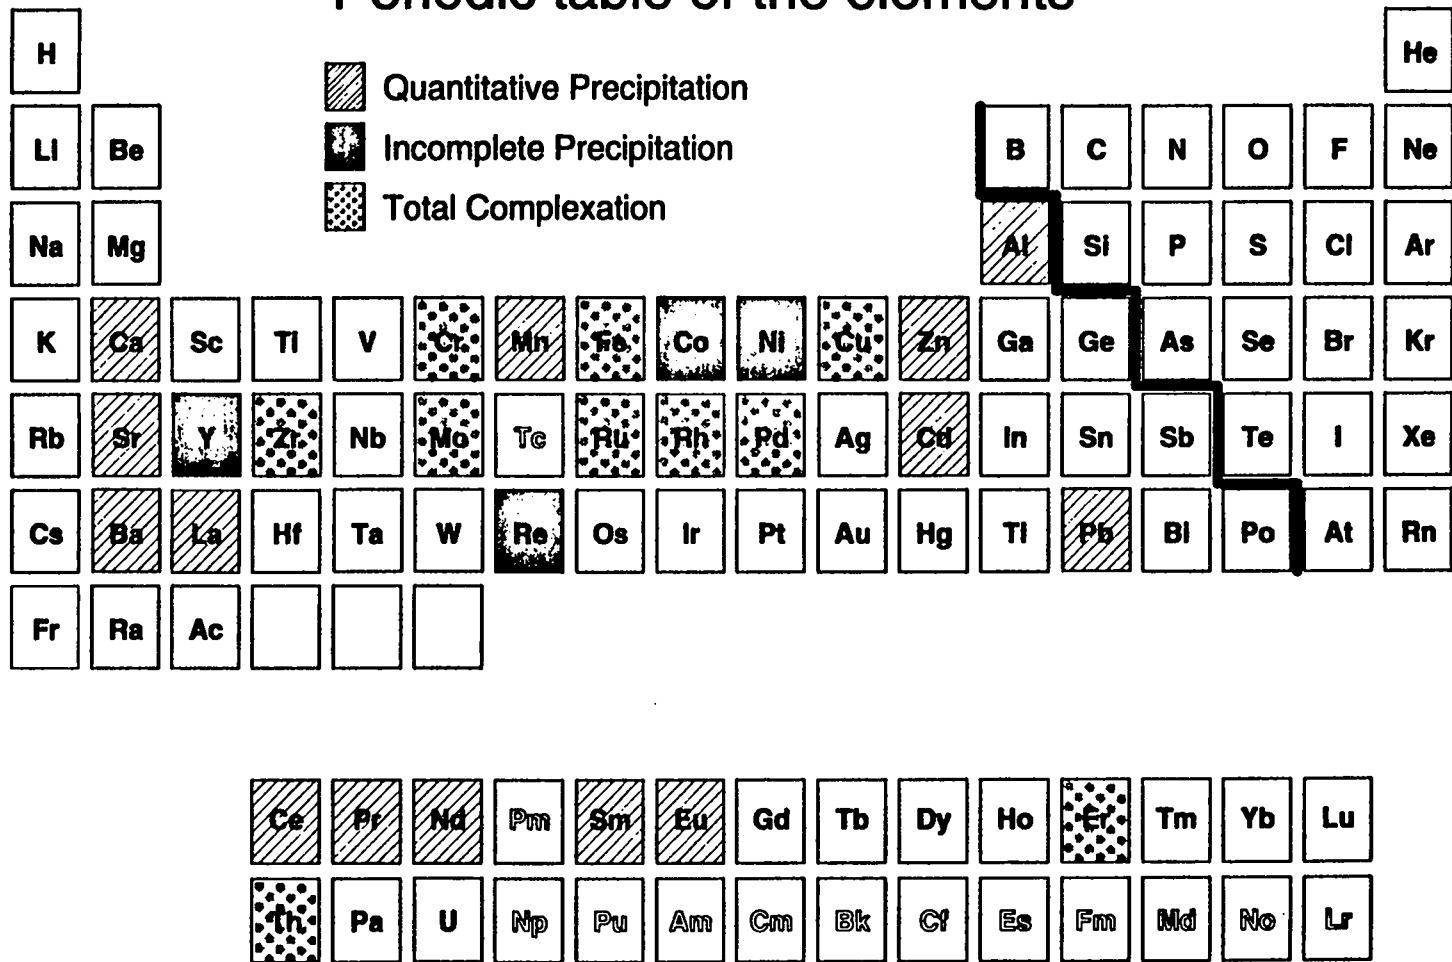 Periodic table of the elements
H He
Quantitative Precipitation
Li Be Incomplete Precipitation B C N O F Ne
Total Complexation
Na Mg Al Si P S Cl Ar
K Ca Sc Ti V Cr Mn Fe Co Ni Cu Zn Ga Ge As Se Br Kr
Rb Sr Y Zr Nb Mo Tc Ru Rh Pd Ag Cd In Sn Sb Te I Xe
Cs Ba La Hf Ta W Re Os Ir Pt Au Hg Tl Pb Bi Po At Rn
Fr Ra Ac
Ce Pr Nd Pm Sm Eu Gd Tb Dy Ho Er Tm Yb Lu
Th Pa U Np Pu Am Cm Bk Cf Es Fm Md No Lr